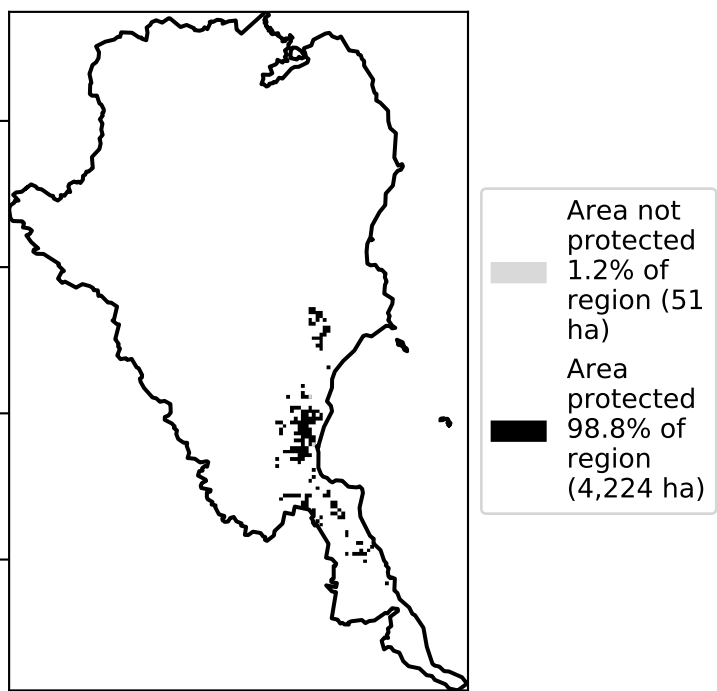 Area not
protected
1.2% of
region (51
ha)
Area
protected
98.8% of
region
(4,224 ha)